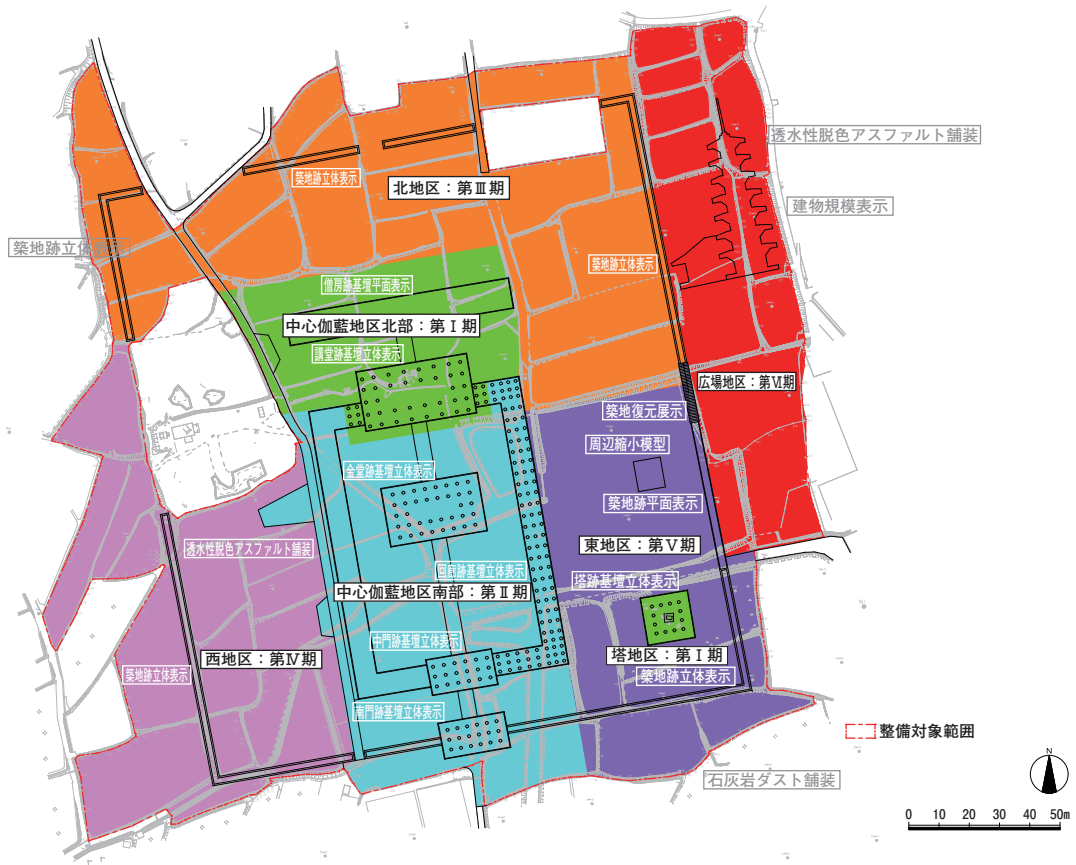 透水性脱色アスファルト舗装
築地跡立体表示
北地区：第Ⅲ期
建物規模表示
築地跡立体表示
築地跡立体表示
僧房跡基壇平面表示
中心伽藍地区北部：第Ⅰ期
講堂跡基壇立体表示
広場地区：第Ⅵ期
築地復元展示
周辺縮小模型
金堂跡基壇立体表示
築地跡平面表示
透水性脱色アスファルト舗装
東地区：第Ⅴ期
回廊跡基壇立体表示
塔跡基壇立体表示
中心伽藍地区南部：第Ⅱ期
中門跡基壇立体表示
塔地区：第Ⅰ期
西地区：第Ⅳ期
築地跡立体表示
築地跡立体表示
南門跡基壇立体表示
整備対象範囲
石灰岩ダスト舗装
N
0 10 20 30 40 50m